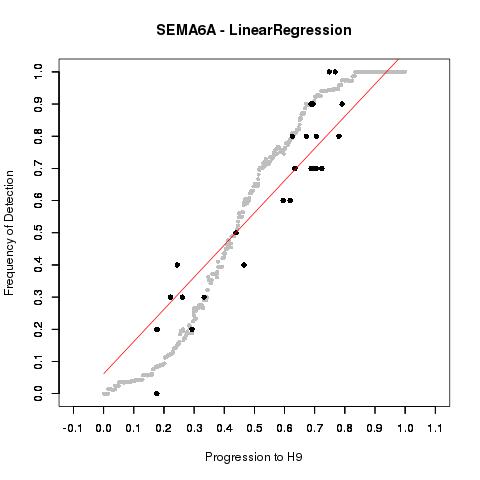 SEMA6A - LinearRegression
Frequency of Detection
1.0
0.9
0.8
0.7
0.6
0.5
0.4
0.3
0.2
0.1
0.0
-0.1 0.0 0.1 0.2 0.3 0.4 0.5 0.6 0.7 0.8 0.9 1.0 1.1
Progression to H9